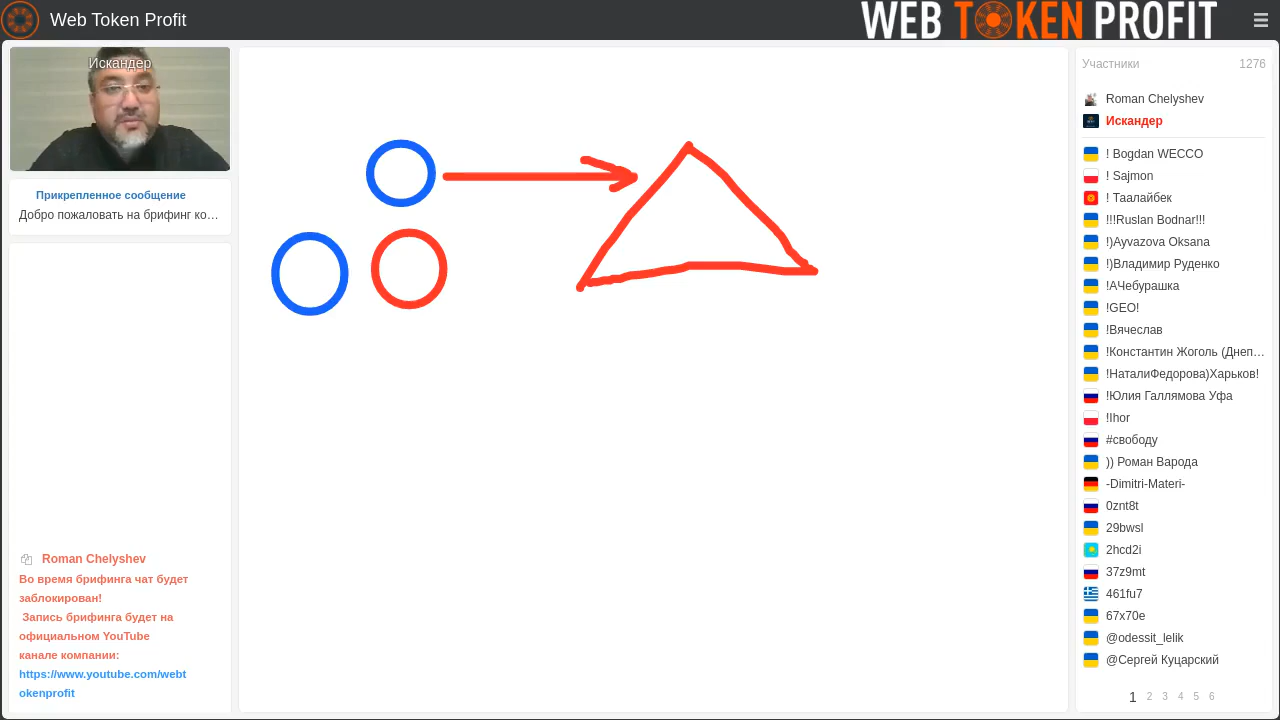 Web Token Profit
WEB TOKEN PROFIT
Искандер
Прикрепленное сообщение
Добро пожаловать на брифинг ко…
Roman Chelyshev
Во время брифинга чат будет
заблокирован!
Запись брифинга будет на
официальном YouTube
канале компании:
https://www.youtube.com/webt
okenprofit
Участники 1276
Roman Chelyshev
Искандер
! Bogdan WECCO
! Sajmon
! Таалайбек
!!!Ruslan Bodnar!!!
!)Ayvazova Oksana
!)Владимир Руденко
!АЧебурашка
!GEO!
!Вячеслав
!Константин Жоголь (Днеп…
!НаталиФедорова)Харьков!
!Юлия Галлямова Уфа
!Ihor
#свободу
)) Роман Варода
-Dimitri-Materi-
0znt8t
29bwsl
2hcd2i
37z9mt
461fu7
67x70e
@odessit_lelik
@Сергей Куцарский
1 2 3 4 5 6